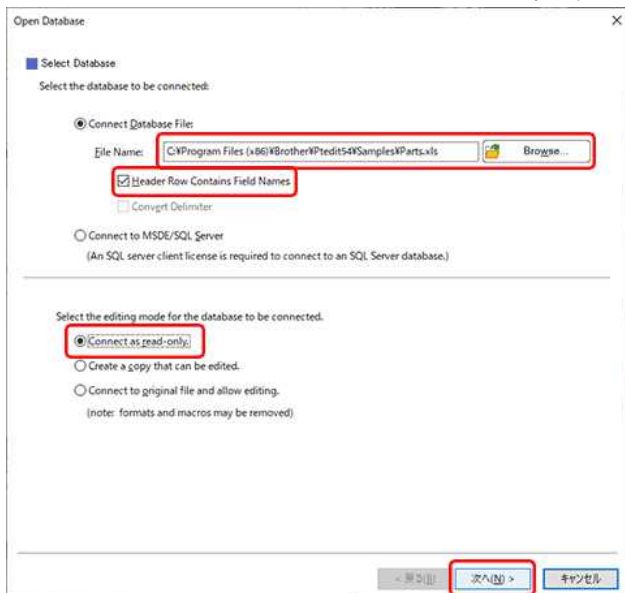 Open Database
Select Database
Select the database to be connected:
Connect Database File:
File Name: C:¥Program Files (x86)¥Brother¥Ptedit54¥Samples¥Parts.xls Browse...
Header Row Contains Field Names
Convert Delimiter
Connect to MSDE/SQL Server
(An SQL server client license is required to connect to an SQL Server database.)
Select the editing mode for the database to be connected.
Connect as read-only.
Create a copy that can be edited.
Connect to original file and allow editing.
(note: formats and macros may be removed)
< 戻る(B) 次へ(N) > キャンセル